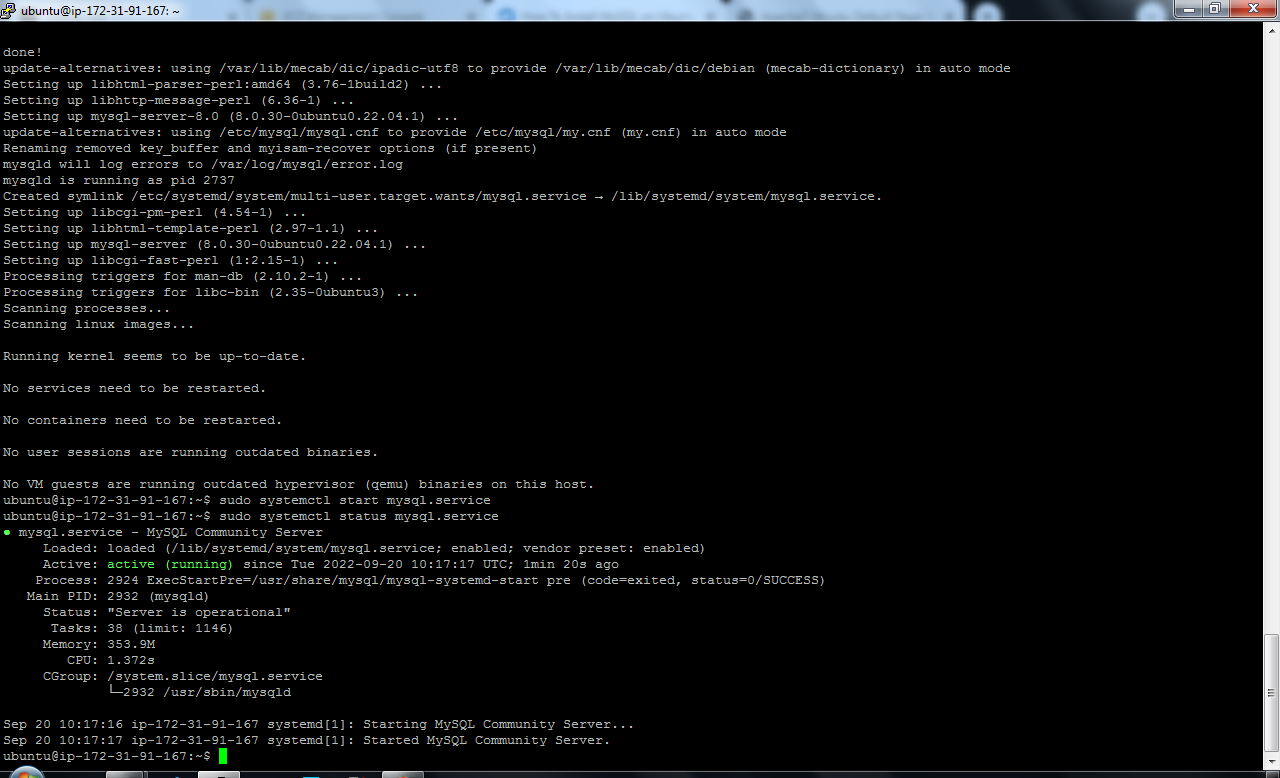 ubuntu@ip-172-31-91-167: ~
done!
update-alternatives: using /var/lib/mecab/dic/ipadic-utf8 to provide /var/lib/mecab/dic/debian (mecab-dictionary) in auto mode
Setting up libhtml-parser-perl:amd64 (3.76-1build2) ...
Setting up libhttp-message-perl (6.36-1) ...
Setting up mysql-server-8.0 (8.0.30-0ubuntu0.22.04.1) ...
update-alternatives: using /etc/mysql/mysql.cnf to provide /etc/mysql/my.cnf (my.cnf) in auto mode
Renaming removed key_buffer and myisam-recover options (if present)
mysqld will log errors to /var/log/mysql/error.log
mysqld is running as pid 2737
Created symlink /etc/systemd/system/multi-user.target.wants/mysql.service → /lib/systemd/system/mysql.service.
Setting up libcgi-pm-perl (4.54-1) ...
Setting up libhtml-template-perl (2.97-1.1) ...
Setting up mysql-server (8.0.30-0ubuntu0.22.04.1) ...
Setting up libcgi-fast-perl (1:2.15-1) ...
Processing triggers for man-db (2.10.2-1) ...
Processing triggers for libc-bin (2.35-0ubuntu3) ...
Scanning processes...
Scanning linux images...
Running kernel seems to be up-to-date.
No services need to be restarted.
No containers need to be restarted.
No user sessions are running outdated binaries.
No VM guests are running outdated hypervisor (qemu) binaries on this host.
ubuntu@ip-172-31-91-167:~$ sudo systemctl start mysql.service
ubuntu@ip-172-31-91-167:~$ sudo systemctl status mysql.service
● mysql.service - MySQL Community Server
Loaded: loaded (/lib/systemd/system/mysql.service; enabled; vendor preset: enabled)
Active: active (running) since Tue 2022-09-20 10:17:17 UTC; 1min 20s ago
Process: 2924 ExecStartPre=/usr/share/mysql/mysql-systemd-start pre (code=exited, status=0/SUCCESS)
Main PID: 2932 (mysqld)
Status: "Server is operational"
Tasks: 38 (limit: 1146)
Memory: 353.9M
CPU: 1.372s
CGroup: /system.slice/mysql.service
└─2932 /usr/sbin/mysqld
Sep 20 10:17:16 ip-172-31-91-167 systemd[1]: Starting MySQL Community Server...
Sep 20 10:17:17 ip-172-31-91-167 systemd[1]: Started MySQL Community Server.
ubuntu@ip-172-31-91-167:~$